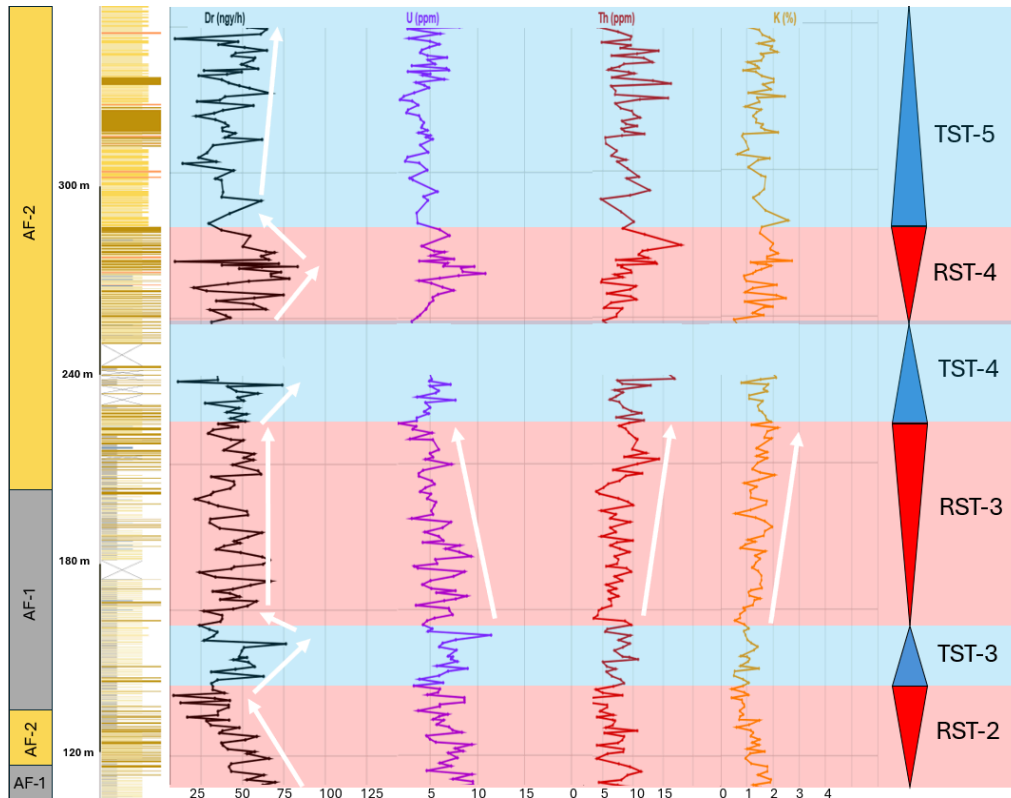 Dr (ngy/h) U (ppm) Th (ppm) K (%)
AF-2
AF-1
AF-2
AF-1
300 m
240 m
180 m
120 m
TST-5
RST-4
TST-4
RST-3
TST-3
RST-2
25 50 75 100 125 5 10 15 0 5 10 15 0 1 2 3 4